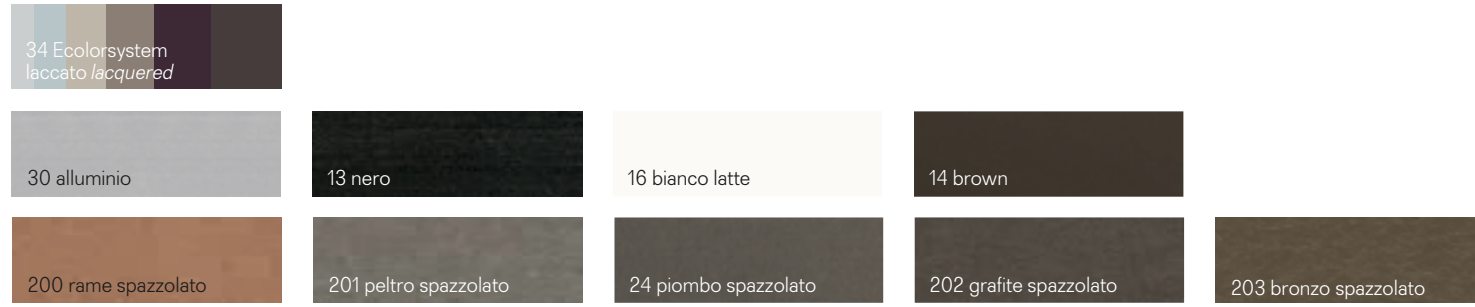 34 Ecolorsystem
laccato lacquered
30 alluminio
13 nero
16 bianco latte
14 brown
200 rame spazzolato
201 peltro spazzolato
24 piombo spazzolato
202 grafite spazzolato
203 bronzo spazzolato